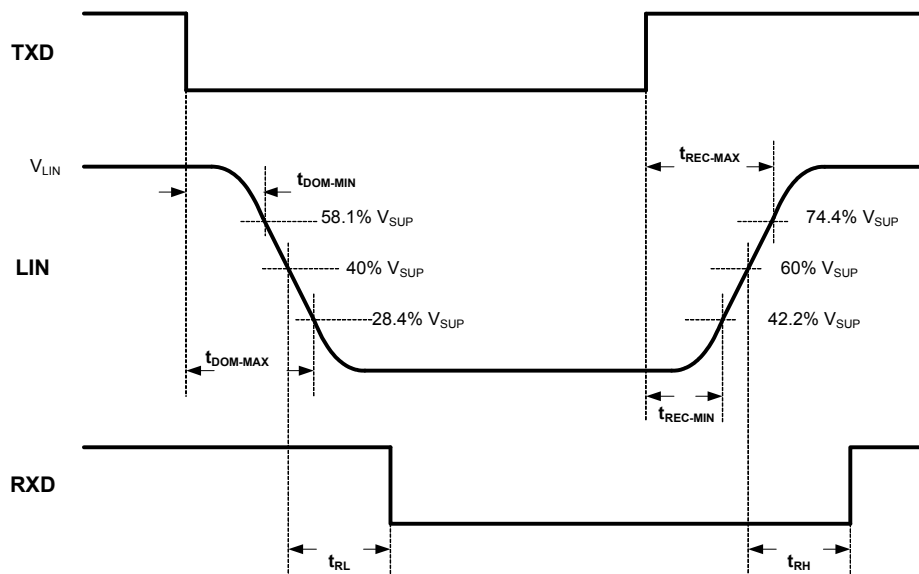 TXD
V_LIN
t_DOM-MIN
t_REC-MAX
58.1% V_SUP
74.4% V_SUP
LIN
40% V_SUP
60% V_SUP
28.4% V_SUP
42.2% V_SUP
t_DOM-MAX
t_REC-MIN
RXD
t_RL
t_RH